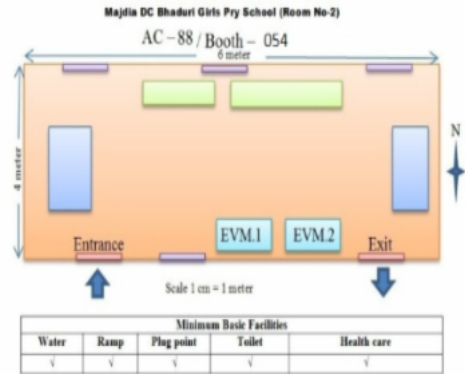 Majdia DC Bhaduri Girls Pry School (Room No-2)
AC – 88 / Booth – 054
6 meter
4 meter
N
EVM.1 EVM.2
Entrance Exit
Scale 1 cm = 1 meter
Minimum Basic Facilities
Water Ramp Plug point Toilet Health care
√ √ √ √ √